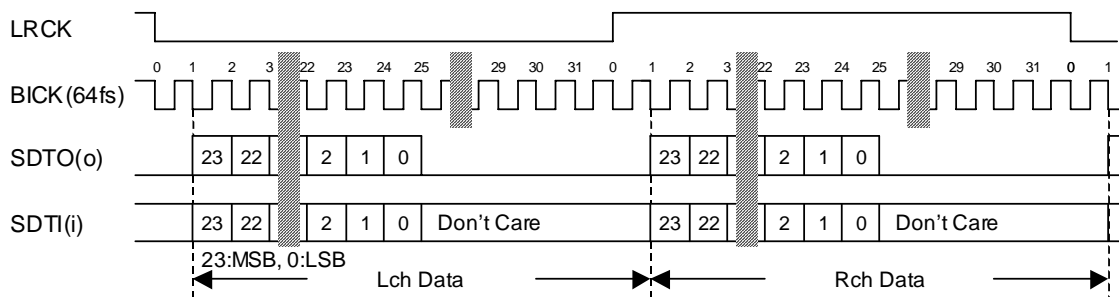 LRCK
0 1 2 3 22 23 24 25 29 30 31 0 1 2 3 22 23 24 25 29 30 31 0 1
BICK(64fs)
SDTO(o) 23 22 2 1 0 23 22 2 1 0
SDTI(i) 23 22 2 1 0 Don't Care 23 22 2 1 0 Don't Care
23:MSB, 0:LSB
Lch Data Rch Data